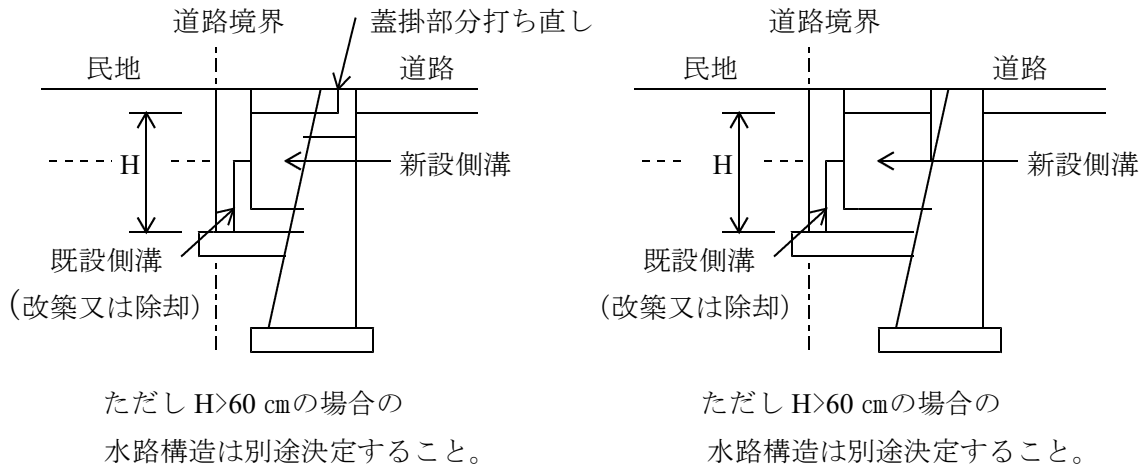 道路境界
蓋掛部分打ち直し
民地
道路
H
新設側溝
既設側溝
(改築又は除却)
ただし H>60 ㎝の場合の
水路構造は別途決定すること。
道路境界
民地
道路
H
新設側溝
既設側溝
(改築又は除却)
ただし H>60 ㎝の場合の
水路構造は別途決定すること。